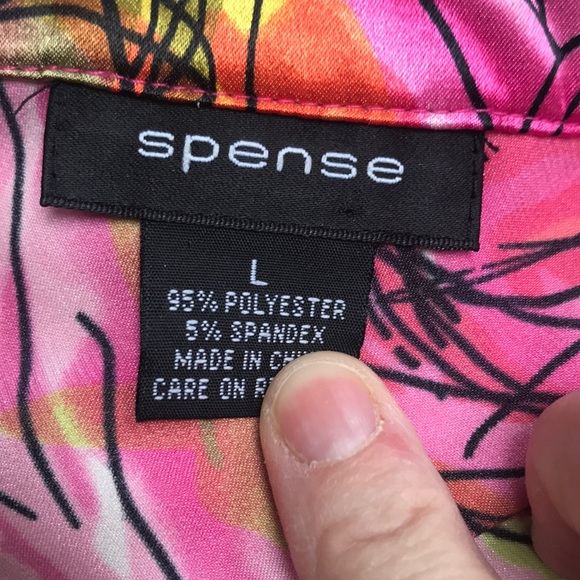 spense
L
95% POLYESTER
5% SPANDEX
MADE IN
CARE ON